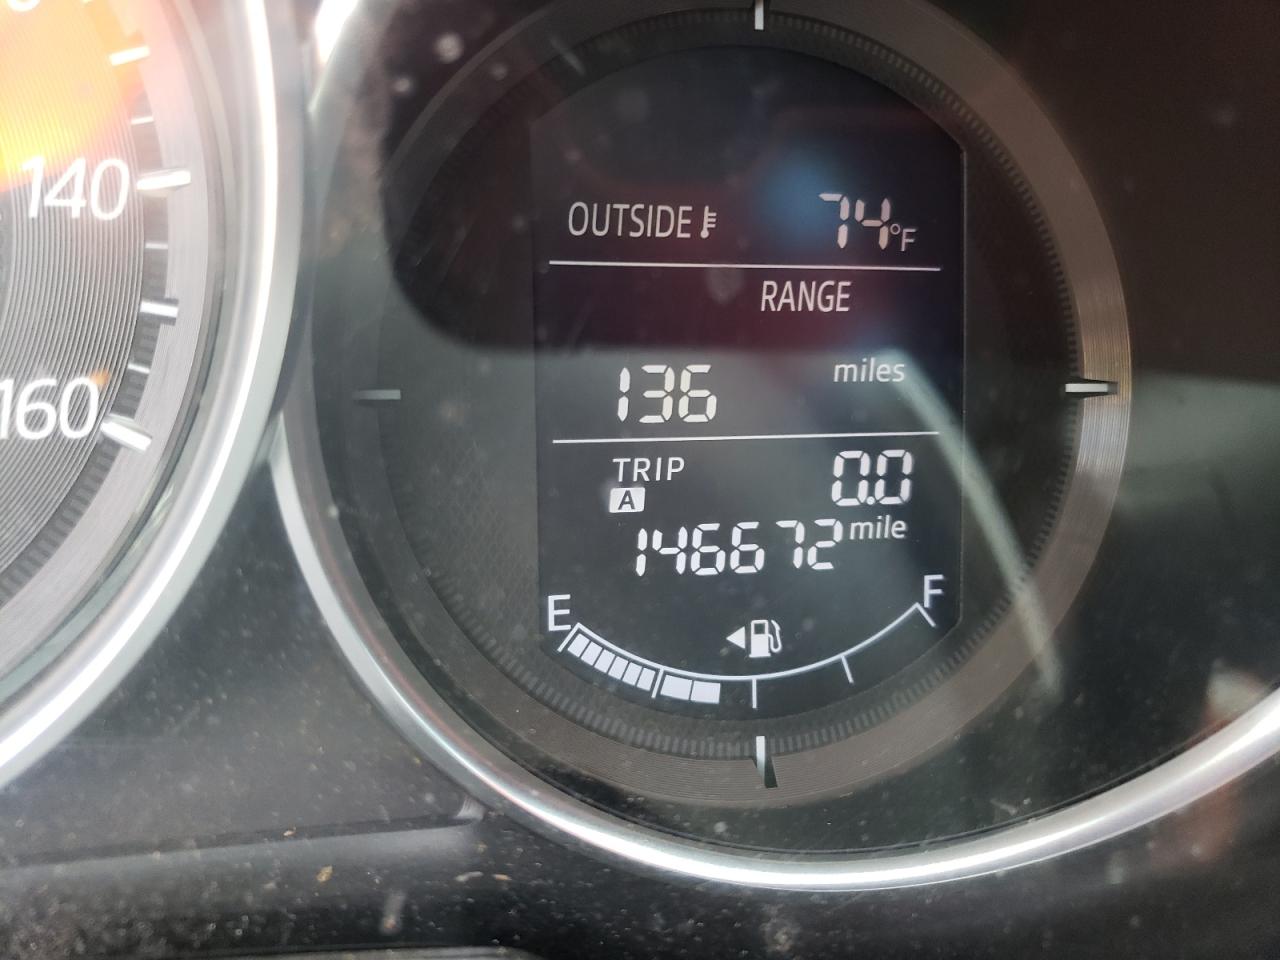 140
160
OUTSIDE 74°F
RANGE
136 miles
TRIP 0.0
A
146672 mile
E F